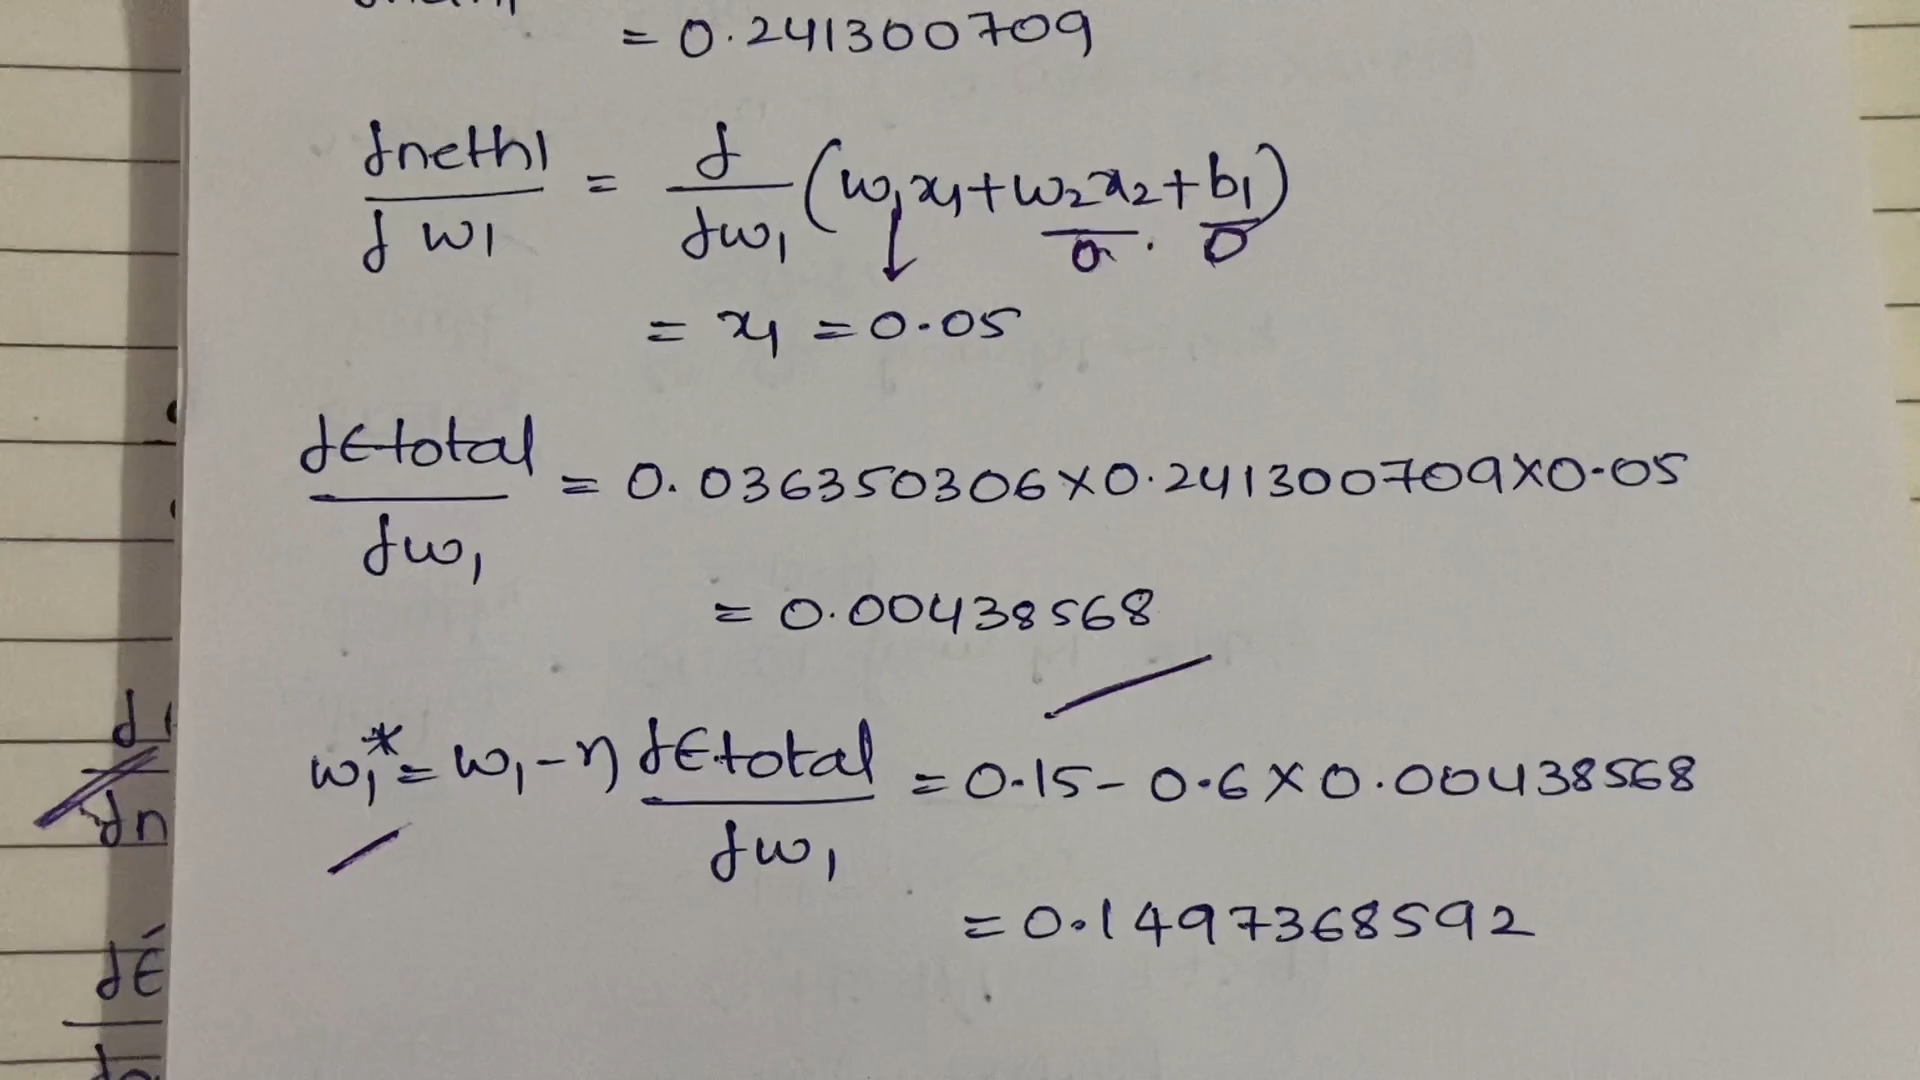 = 0.241300709
δneth1 / δw1 = δ / δw1 (w1x1 + w2x2 + b1)
0 . 0
= x1 = 0.05
δEtotal / δw1 = 0.036350306 × 0.241300709 × 0.05
= 0.00438568
w1* = w1 - η δEtotal / δw1 = 0.15 - 0.6 × 0.00438568
= 0.1497368592